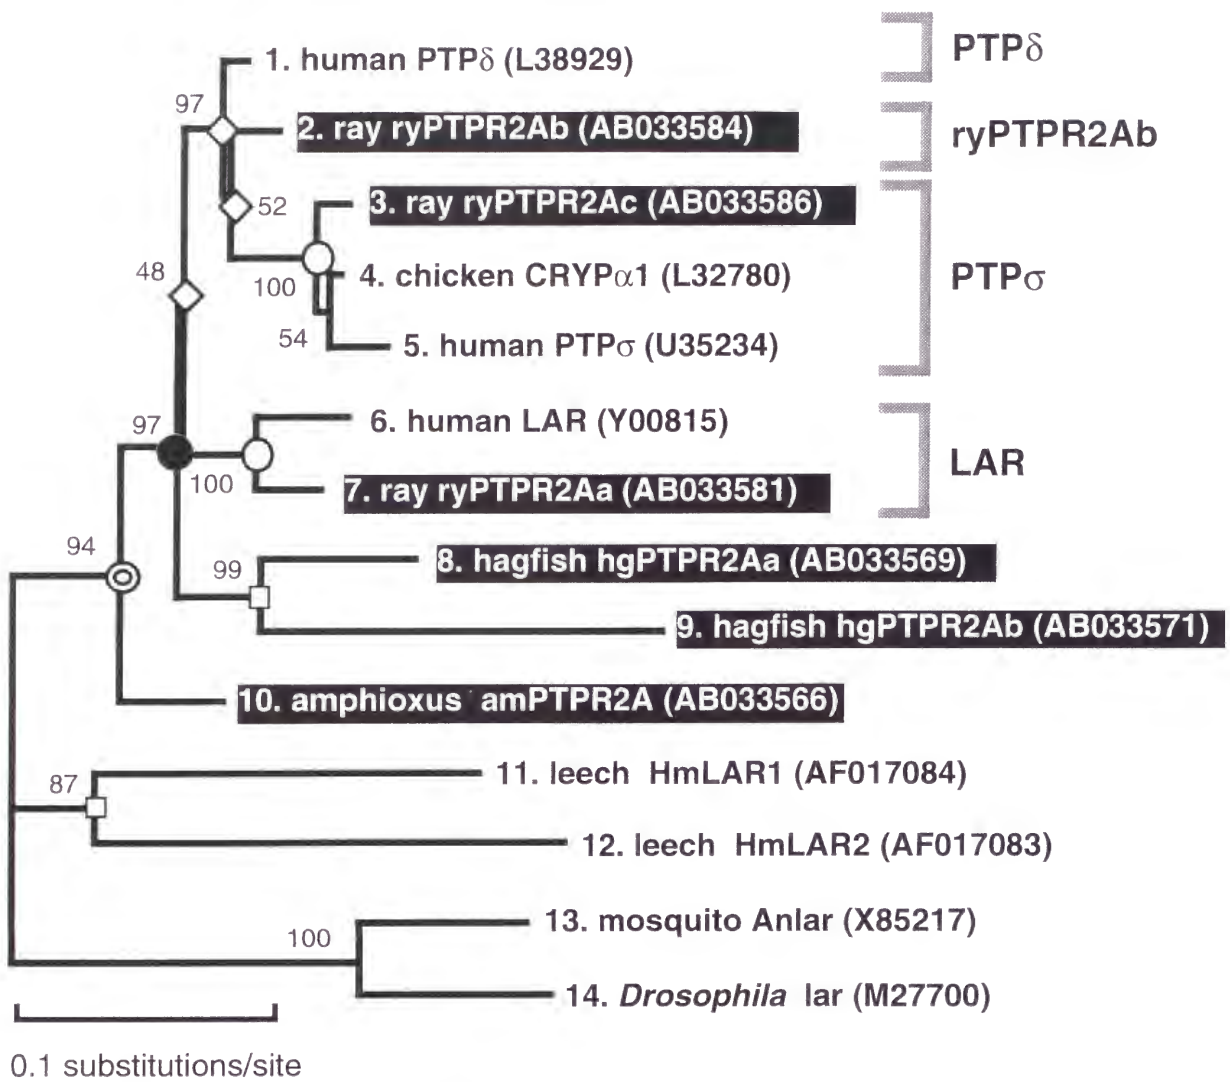 1. human PTPδ (L38929)
PTPδ
97
2. ray ryPTPR2Ab (AB033584)
ryPTPR2Ab
52
3. ray ryPTPR2Ac (AB033586)
48
100
4. chicken CRYPα1 (L32780)
PTPσ
54
5. human PTPσ (U35234)
97
6. human LAR (Y00815)
LAR
100
7. ray ryPTPR2Aa (AB033581)
94
99
8. hagfish hgPTPR2Aa (AB033569)
9. hagfish hgPTPR2Ab (AB033571)
10. amphioxus amPTPR2A (AB033566)
87
11. leech HmLAR1 (AF017084)
12. leech HmLAR2 (AF017083)
100
13. mosquito Anlar (X85217)
14. Drosophila lar (M27700)
0.1 substitutions/site